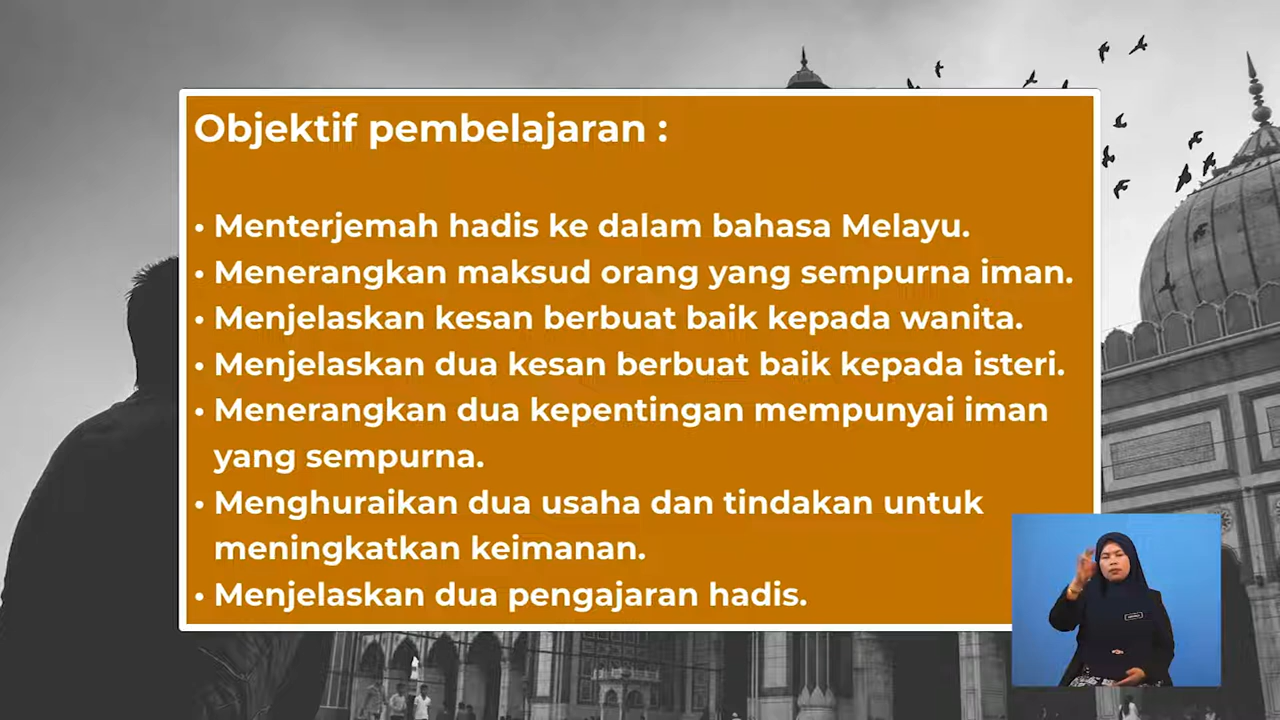 Objektif pembelajaran :
• Menterjemah hadis ke dalam bahasa Melayu.
• Menerangkan maksud orang yang sempurna iman.
• Menjelaskan kesan berbuat baik kepada wanita.
• Menjelaskan dua kesan berbuat baik kepada isteri.
• Menerangkan dua kepentingan mempunyai iman
yang sempurna.
• Menghuraikan dua usaha dan tindakan untuk
meningkatkan keimanan.
• Menjelaskan dua pengajaran hadis.